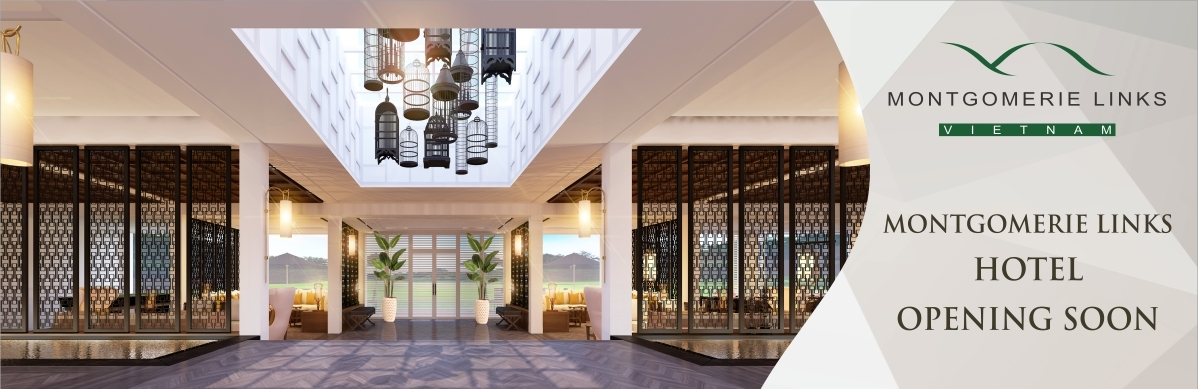 MONTGOMERIE LINKS
VIETNAM
MONTGOMERIE LINKS
HOTEL
OPENING SOON